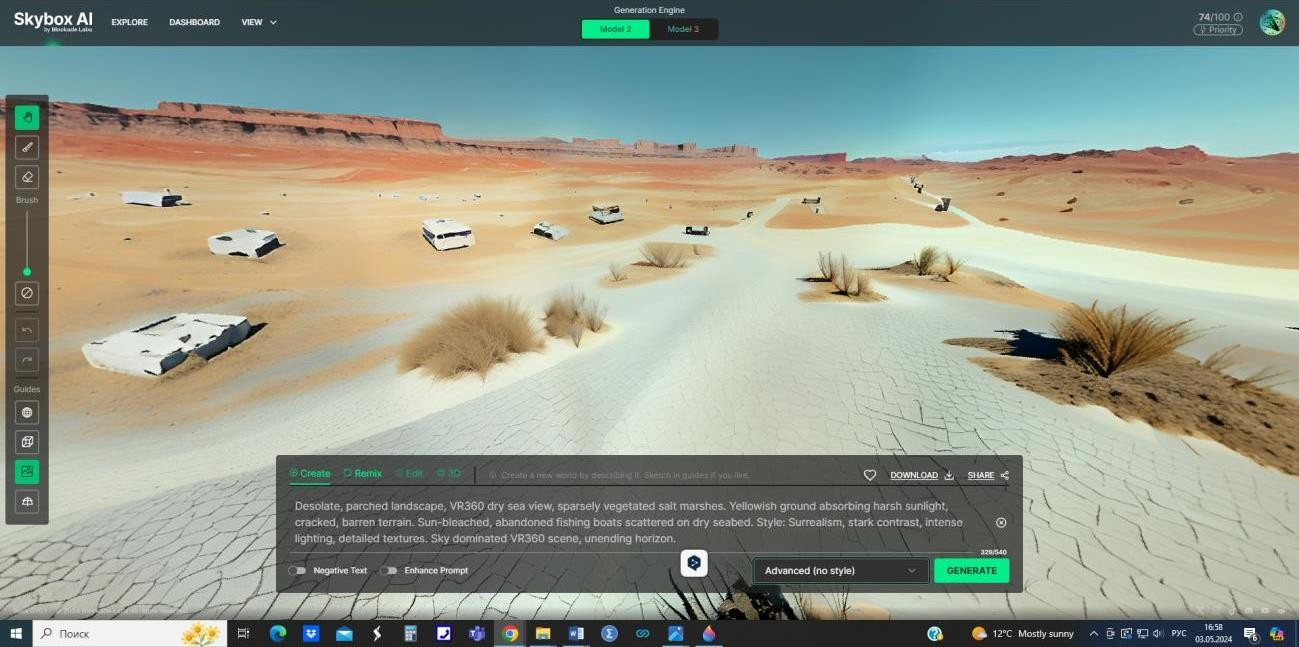 Skybox AI
by Blockade Labs
EXPLORE
DASHBOARD
VIEW
Generation Engine
Model 2
Model 3
74/100
Priority
Brush
Guides
Create
Remix
Edit
3D
Create a new world by describing it. Sketch in guides if you like.
DOWNLOAD
SHARE
Desolate, parched landscape, VR360 dry sea view, sparsely vegetated salt marshes. Yellowish ground absorbing harsh sunlight,
cracked, barren terrain. Sun-bleached, abandoned fishing boats scattered on dry seabed. Style: Surrealism, stark contrast, intense
lighting, detailed textures. Sky dominated VR360 scene, unending horizon.
329/540
Negative Text
Enhance Prompt
Advanced (no style)
GENERATE
Поиск
12°C Mostly sunny
РУС
16:58
03.05.2024